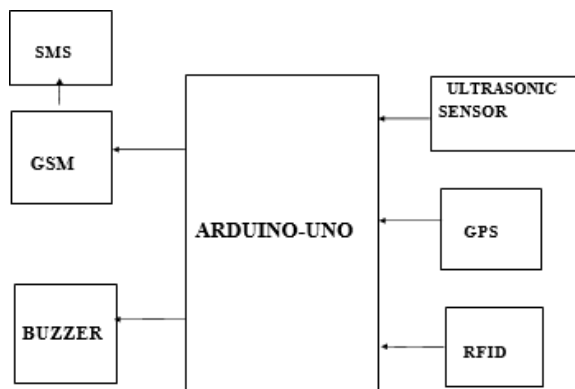 SMS
GSM
BUZZER
ARDUINO-UNO
ULTRASONIC
SENSOR
GPS
RFID